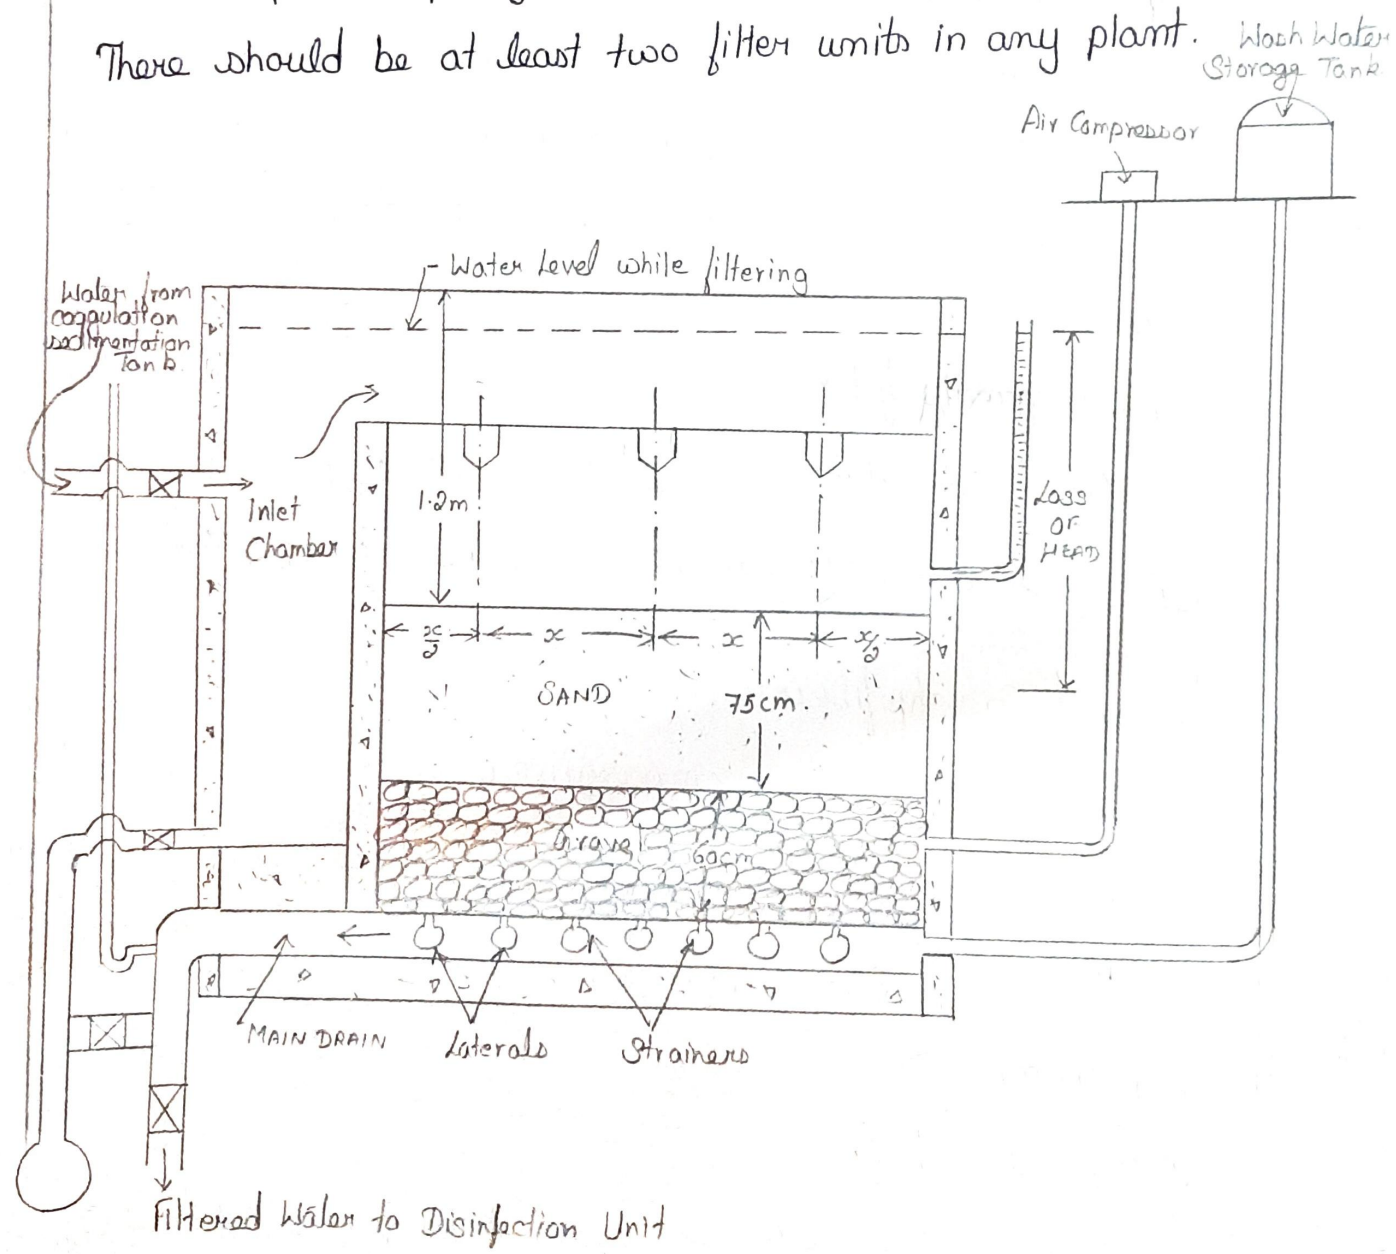 There should be at least two filter units in any plant.
Wash Water
Storage Tank
Air Compressor
Water Level while filtering
Water from
coagulation
sedimentation
Tank
Inlet
Chamber
1.2m
Loss
OF
HEAD
x/2
x
x
x/2
SAND
75cm.
Gravel
60cm
MAIN DRAIN
Laterals
Strainers
Filtered Water to Disinfection Unit